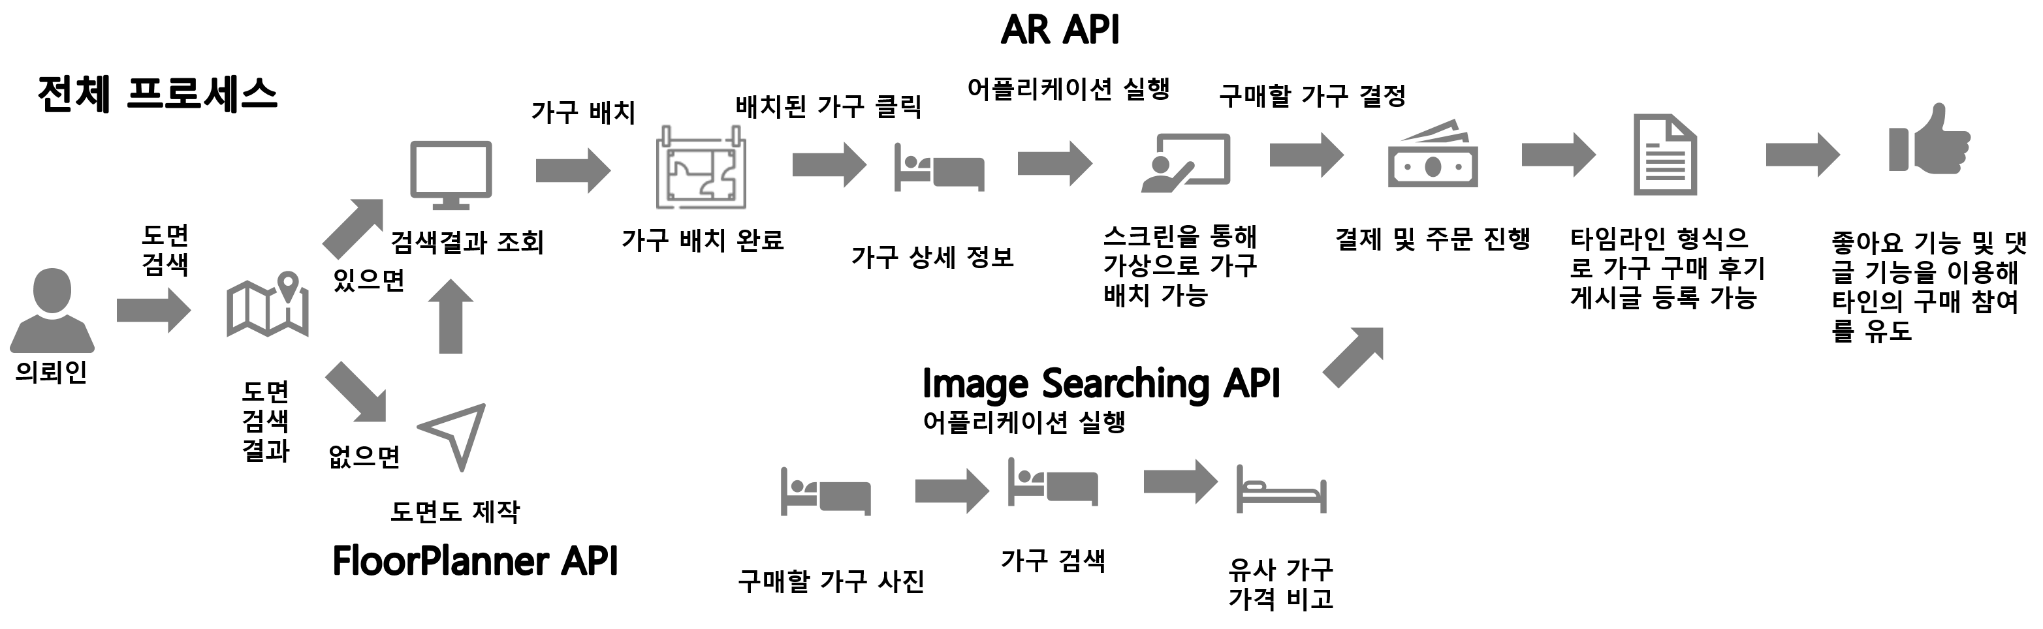 전체 프로세스
의뢰인
도면
검색
도면
검색
결과
있으면
없으면
검색결과 조회
도면도 제작
FloorPlanner API
가구 배치
가구 배치 완료
배치된 가구 클릭
가구 상세 정보
AR API
어플리케이션 실행
스크린을 통해
가상으로 가구
배치 가능
구매할 가구 결정
결제 및 주문 진행
타임라인 형식으
로 가구 구매 후기
게시글 등록 가능
좋아요 기능 및 댓
글 기능을 이용해
타인의 구매 참여
를 유도
Image Searching API
어플리케이션 실행
구매할 가구 사진
가구 검색
유사 가구
가격 비고